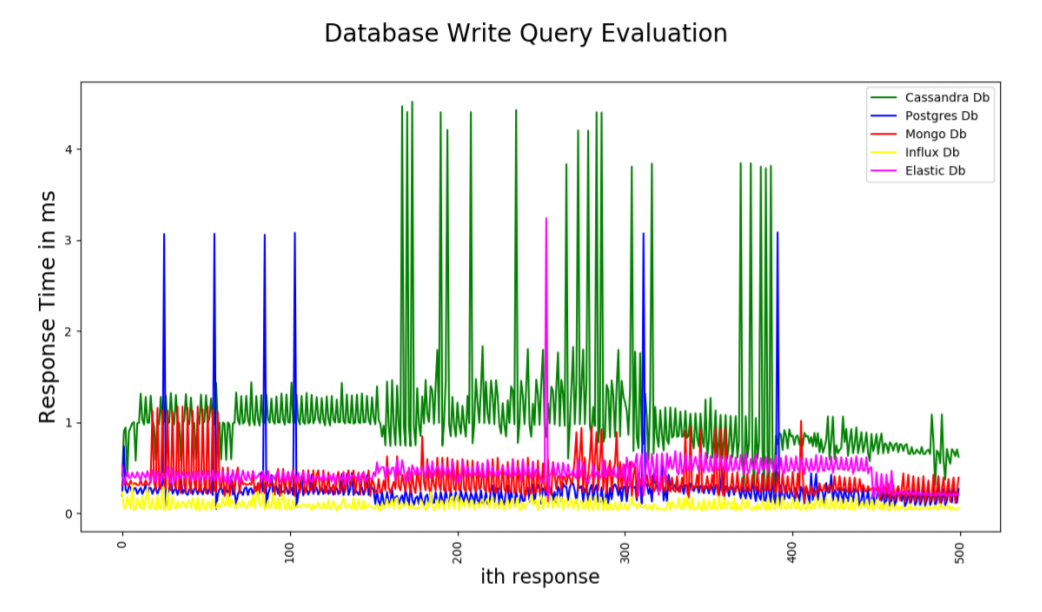 Database Write Query Evaluation
Cassandra Db
Postgres Db
Mongo Db
Influx Db
Elastic Db
Response Time in ms
4
3
2
1
0
0
100
200
300
400
500
ith response